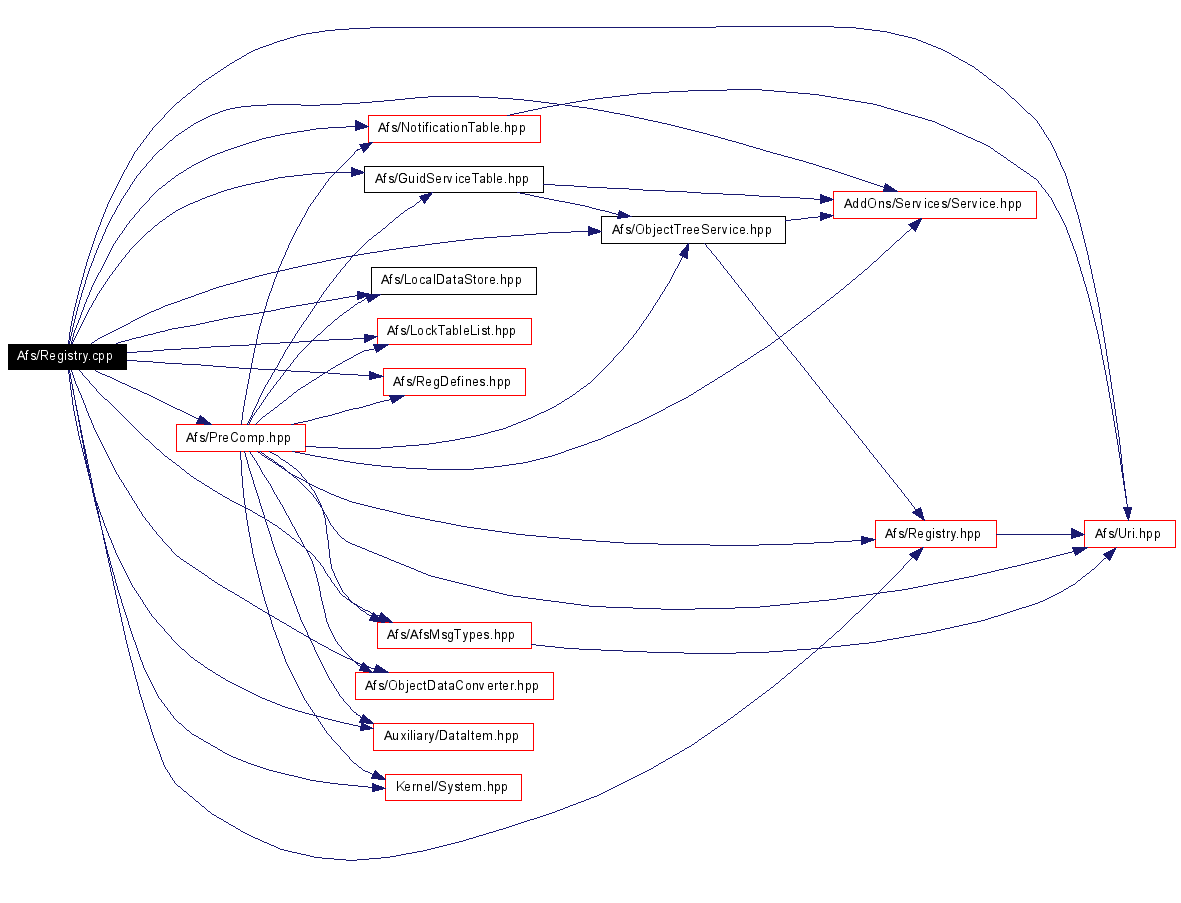 Afs/NotificationTable.hpp
Afs/GuidServiceTable.hpp
AddOns/Services/Service.hpp
Afs/ObjectTreeService.hpp
Afs/LocalDataStore.hpp
Afs/LockTableList.hpp
Afs/Registry.cpp
Afs/RegDefines.hpp
Afs/PreComp.hpp
Afs/Registry.hpp
Afs/Uri.hpp
Afs/AfsMsgTypes.hpp
Afs/ObjectDataConverter.hpp
Auxiliary/DataItem.hpp
Kernel/System.hpp